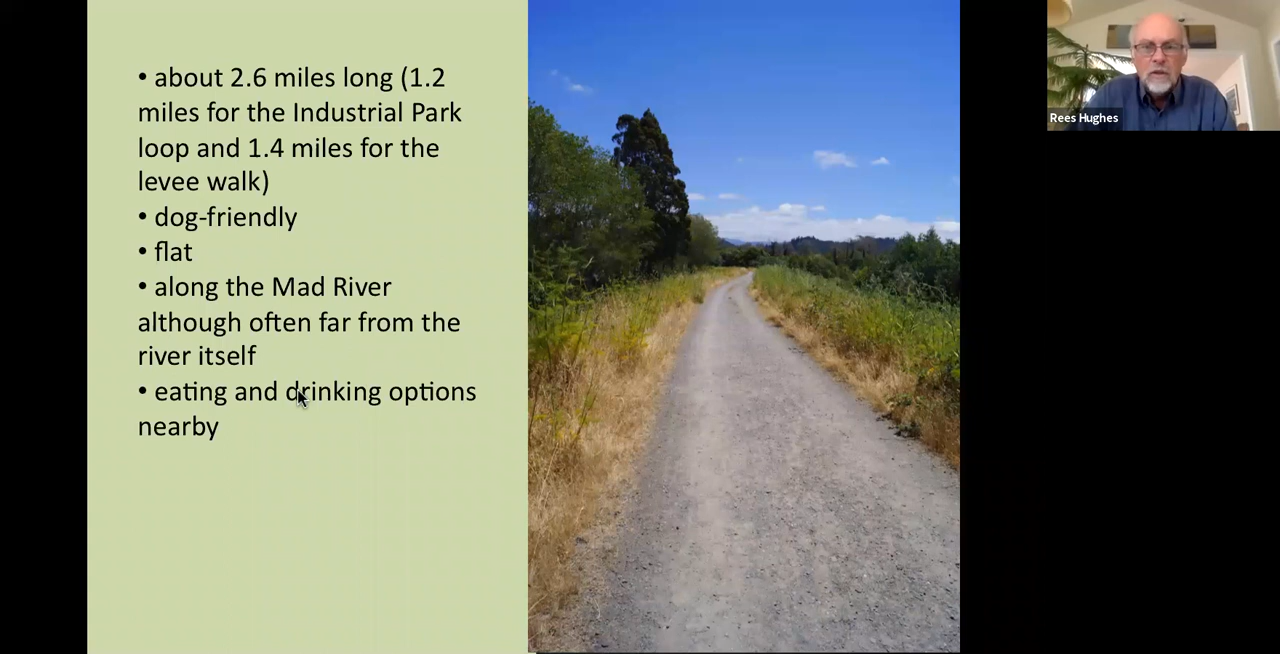 • about 2.6 miles long (1.2
miles for the Industrial Park
loop and 1.4 miles for the
levee walk)
• dog-friendly
• flat
• along the Mad River
although often far from the
river itself
• eating and drinking options
nearby
Rees Hughes